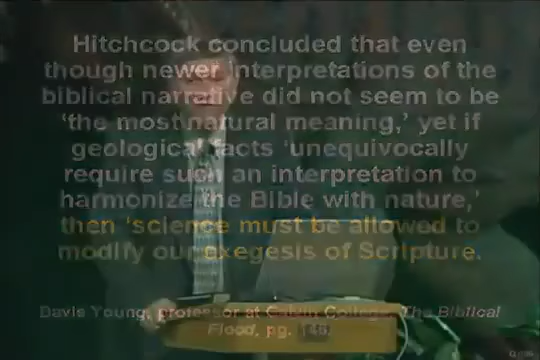 Hitchcock concluded that even
though newer interpretations of the
biblical narrative did not seem to be
‘the most natural meaning,’ yet if
geological facts ‘unequivocally
require such an interpretation to
harmonize the Bible with nature,’
then ‘science must be allowed to
modify our exegesis of Scripture.
Davis Young, professor at Calvin College, The Biblical
Flood, pg.